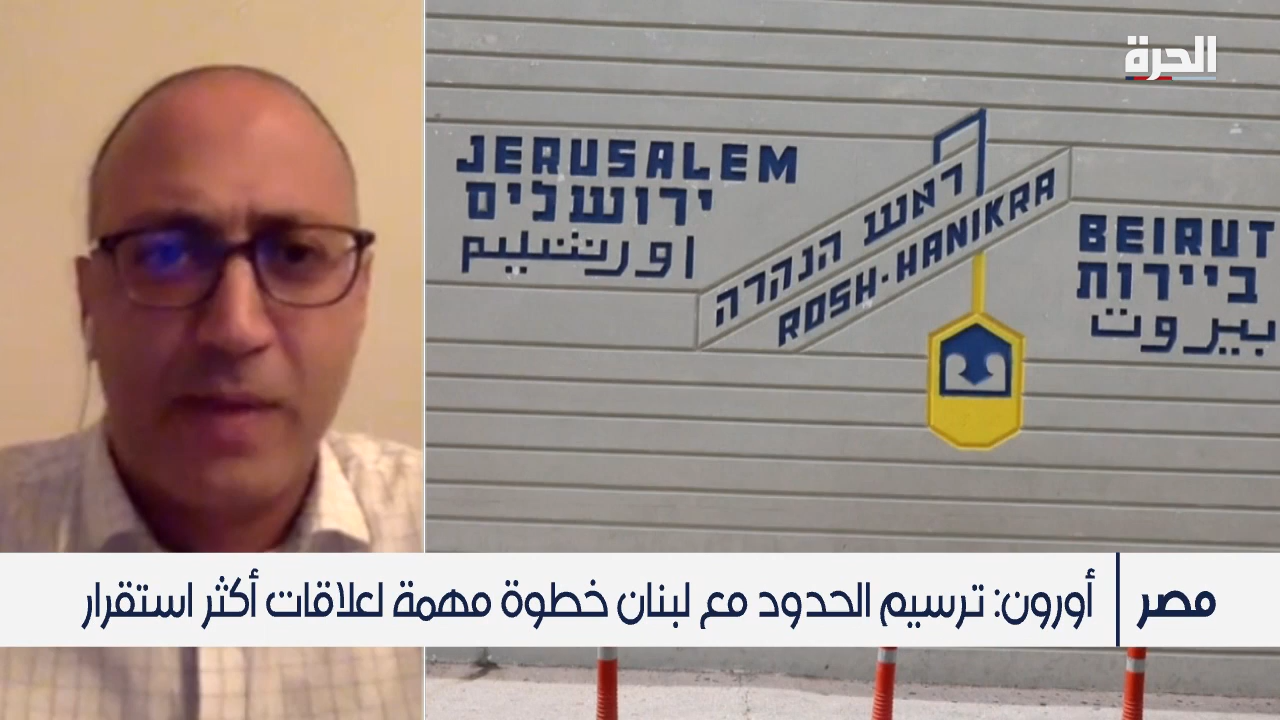 الحرة
JERUSALEM
ירושלים
اورشليم
ראש הנקרה
ROSH-HANIKRA
BEIRUT
ביירות
بيروت
مصر
أورون: ترسيم الحدود مع لبنان خطوة مهمة لعلاقات أكثر استقرار